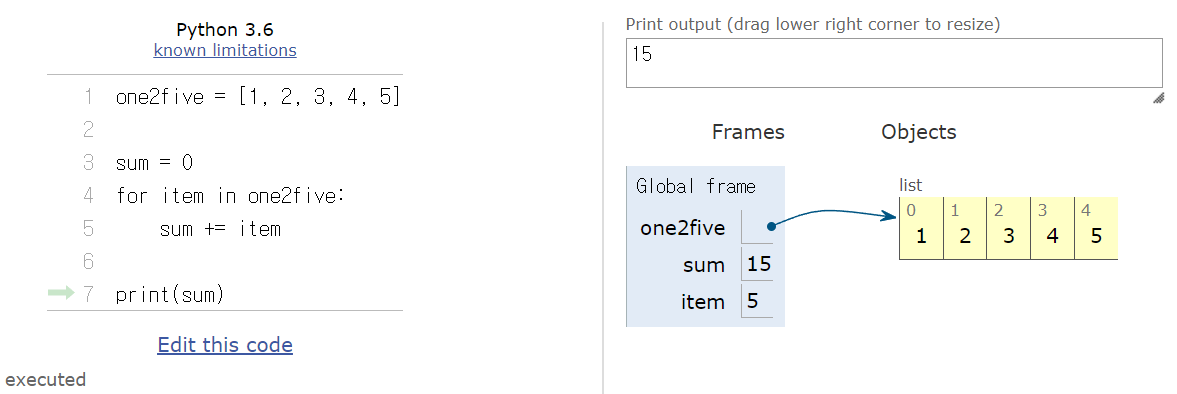 Python 3.6
known limitations
1 one2five = [1, 2, 3, 4, 5]
2
3 sum = 0
4 for item in one2five:
5     sum += item
6
7 print(sum)
Edit this code
executed
Print output (drag lower right corner to resize)
15
Frames
Objects
Global frame
one2five
sum 15
item 5
list
0 1 2 3 4
1 2 3 4 5